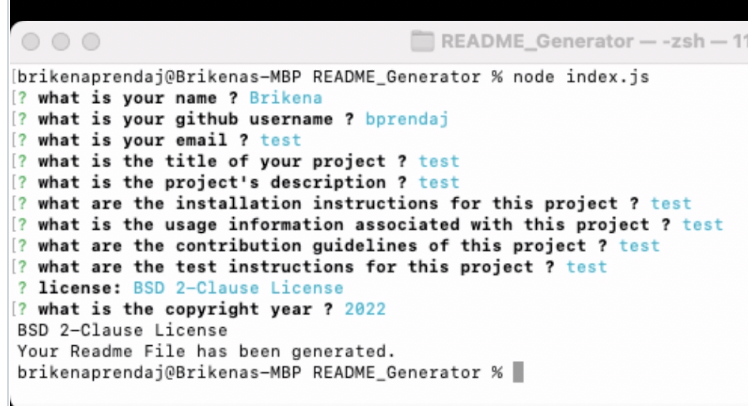 README_Generator — -zsh — 11
[brikenaprendaj@Brikenas-MBP README_Generator % node index.js
[? what is your name ? Brikena
[? what is your github username ? bprendaj
[? what is your email ? test
[? what is the title of your project ? test
[? what is the project's description ? test
[? what are the installation instructions for this project ? test
[? what is the usage information associated with this project ? test
[? what are the contribution guidelines of this project ? test
[? what are the test instructions for this project ? test
? license: BSD 2-Clause License
[? what is the copyright year ? 2022
BSD 2-Clause License
Your Readme File has been generated.
brikenaprendaj@Brikenas-MBP README_Generator %